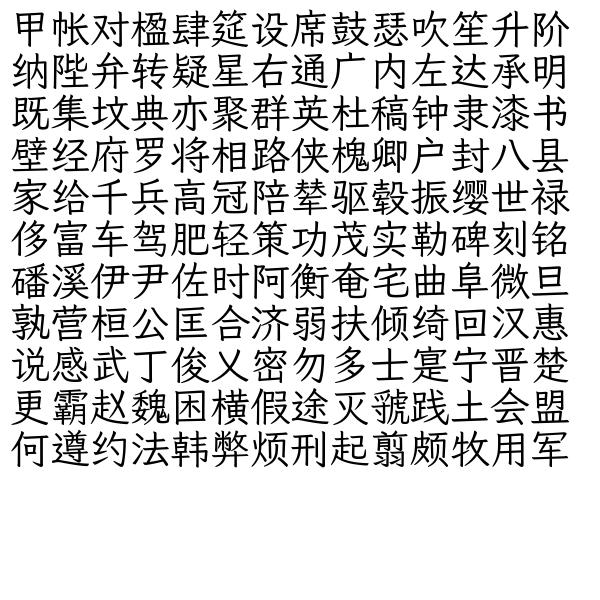 甲帐对楹肆筵设席鼓瑟吹笙升阶
纳陛弁转疑星右通广内左达承明
既集坟典亦聚群英杜稿钟隶漆书
壁经府罗将相路侠槐卿户封八县
家给千兵高冠陪辇驱毂振缨世禄
侈富车驾肥轻策功茂实勒碑刻铭
磻溪伊尹佐时阿衡奄宅曲阜微旦
孰营桓公匡合济弱扶倾绮回汉惠
说感武丁俊乂密勿多士寔宁晋楚
更霸赵魏困横假途灭虢践土会盟
何遵约法韩弊烦刑起翦颇牧用军